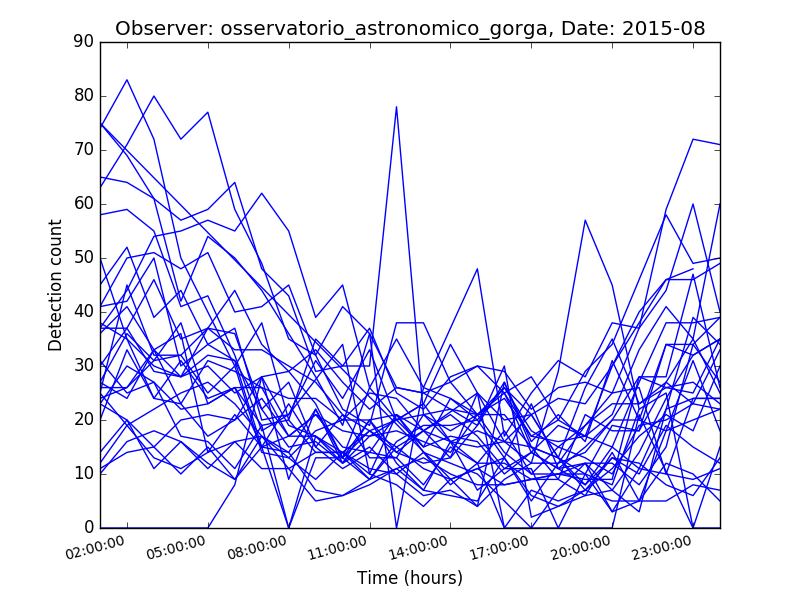 Observer: osservatorio_astronomico_gorga, Date: 2015-08
90
80
70
60
50
40
30
20
10
0
Detection count
02:00:00 05:00:00 08:00:00 11:00:00 14:00:00 17:00:00 20:00:00 23:00:00
Time (hours)